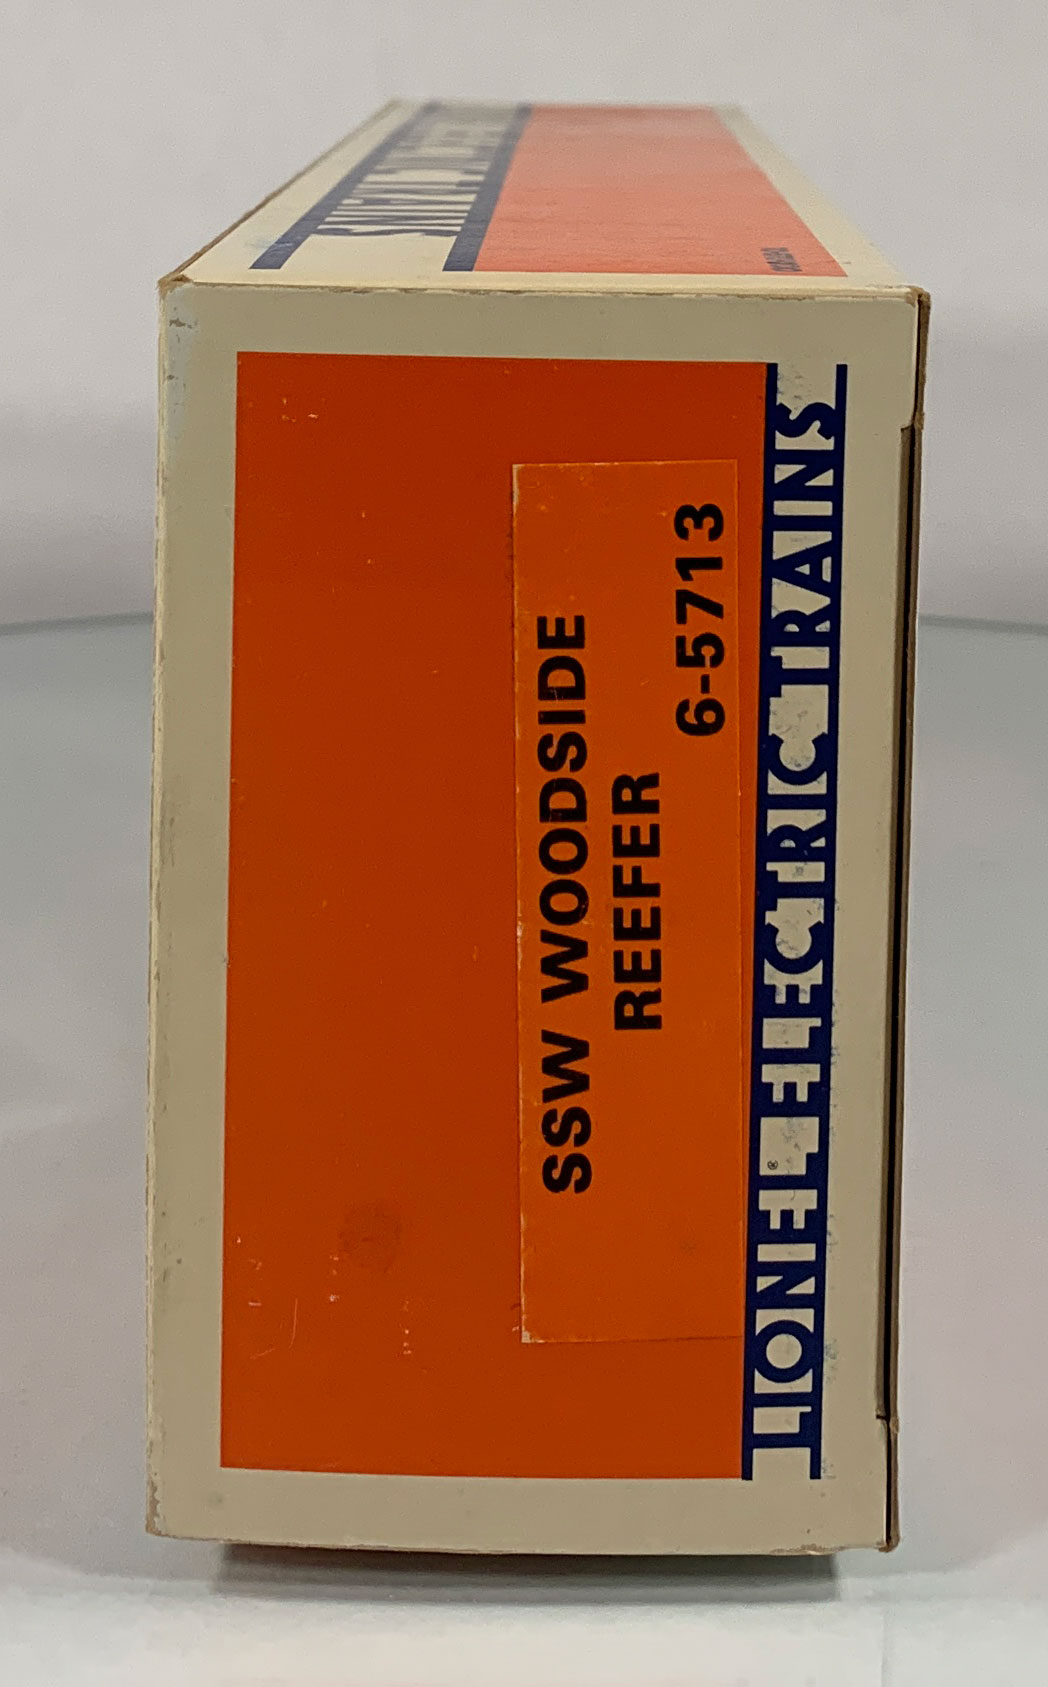 SSW WOODSIDE
REEFER
6-5713
LIONEL® ELECTRIC TRAINS